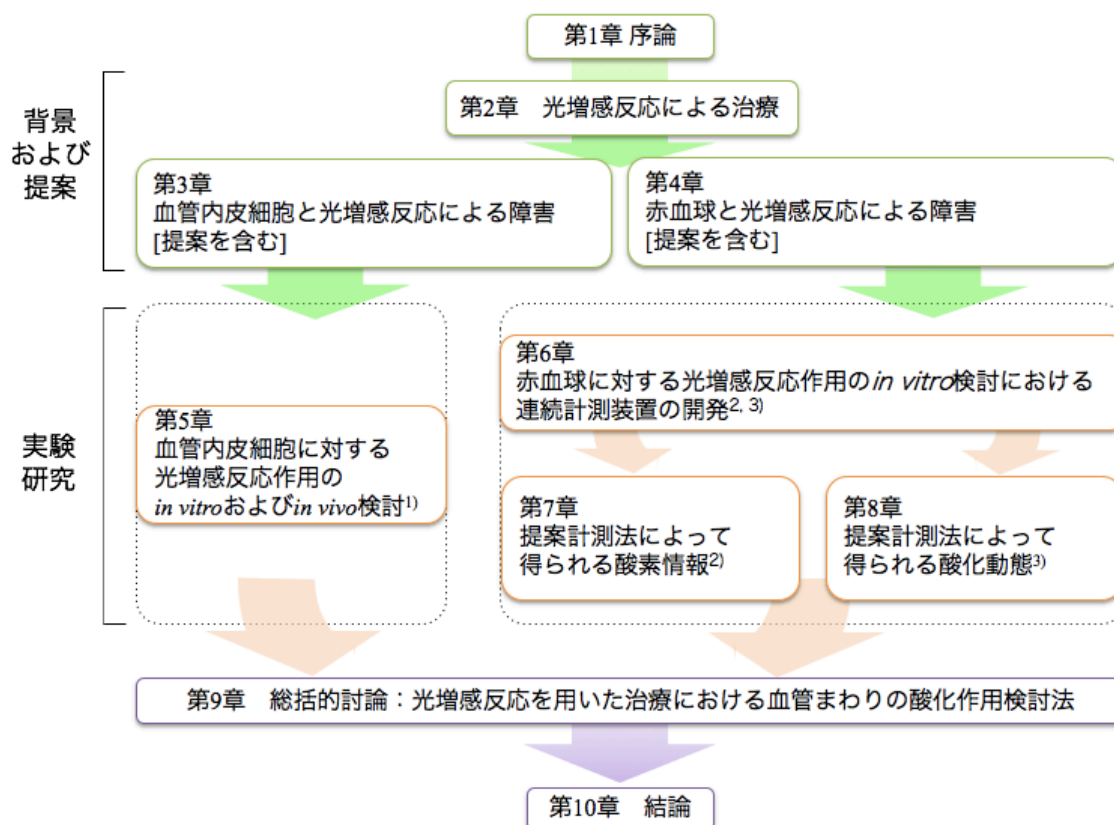 第1章 序論
背景
および
提案
第2章　光増感反応による治療
第3章
血管内皮細胞と光増感反応による障害
[提案を含む]
第4章
赤血球と光増感反応による障害
[提案を含む]
実験
研究
第5章
血管内皮細胞に対する
光増感反応作用の
in vitroおよびin vivo検討1)
第6章
赤血球に対する光増感反応作用のin vitro検討における
連続計測装置の開発2, 3)
第7章
提案計測法によって
得られる酸素情報2)
第8章
提案計測法によって
得られる酸化動態3)
第9章　総括的討論：光増感反応を用いた治療における血管まわりの酸化作用検討法
第10章　結論